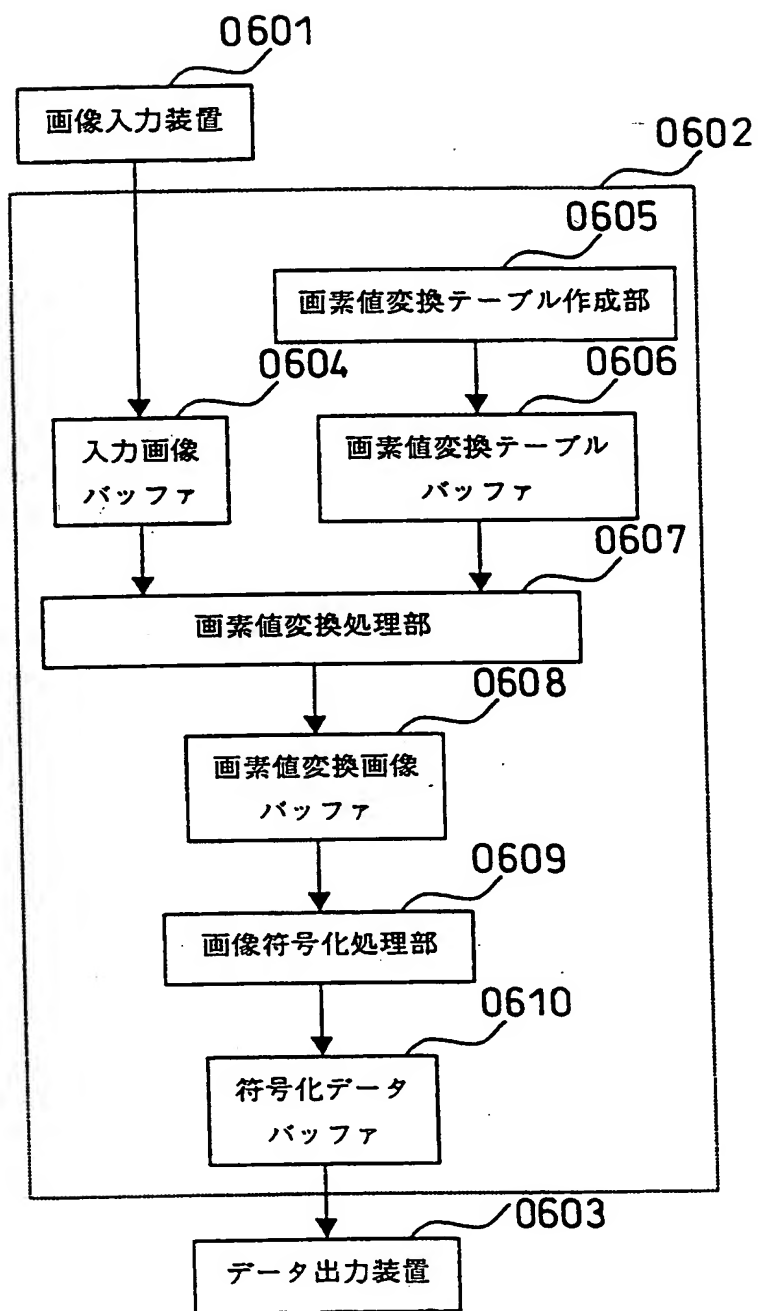 0601
画像入力装置
0602
0605
画素値変換テーブル作成部
0604
0606
入力画像
バッファ
画素値変換テーブル
バッファ
0607
画素値変換処理部
0608
画素値変換画像
バッファ
0609
画像符号化処理部
0610
符号化データ
バッファ
0603
データ出力装置